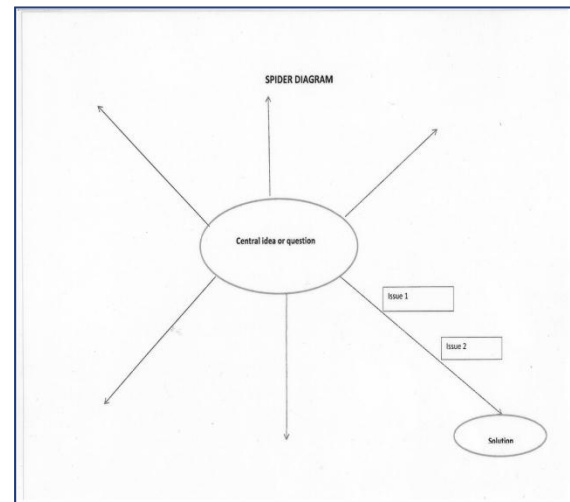 SPIDER DIAGRAM
Central idea or question
Issue 1
Issue 2
Solution